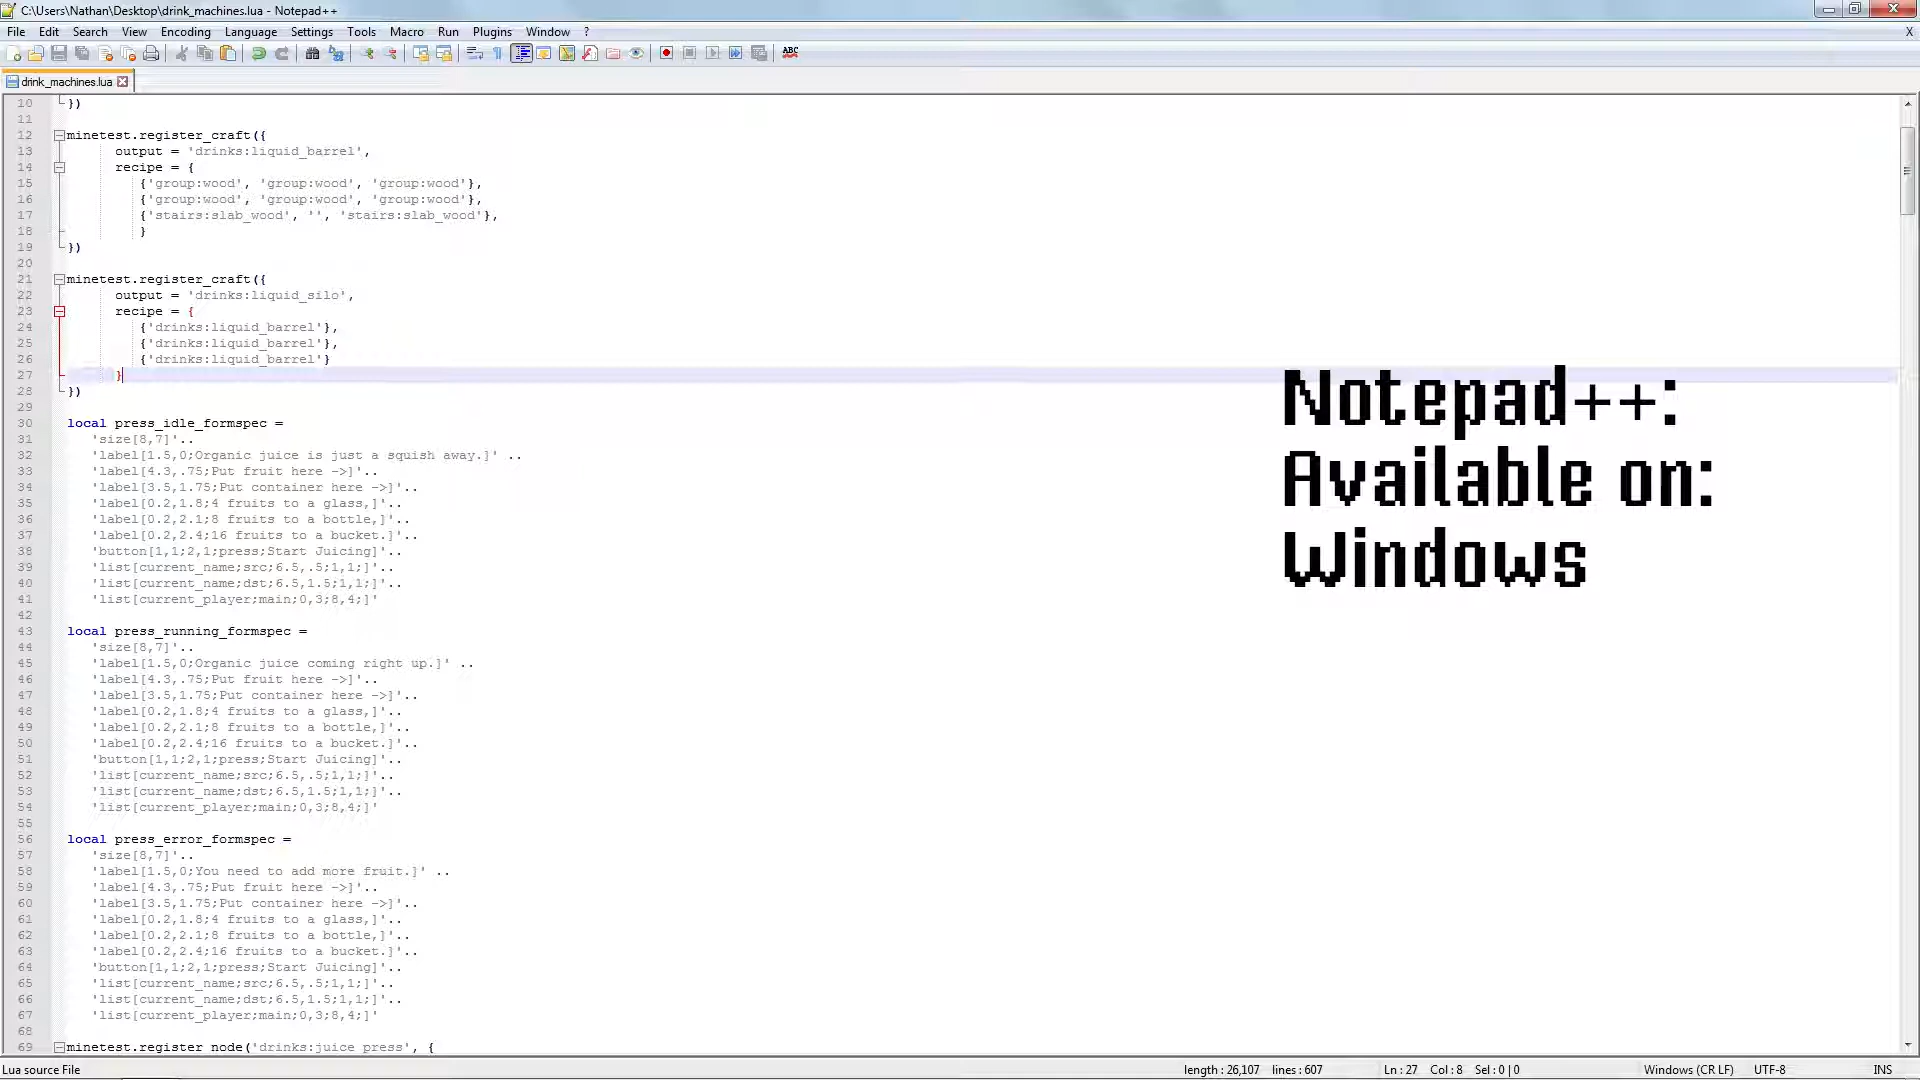 C:\Users\Nathan\Desktop\drink_machines.lua - Notepad++
File Edit Search View Encoding Language Settings Tools Macro Run Plugins Window ? X
ABC
drink_machines.lua
10 })
11
12 minetest.register_craft({
13 output = 'drinks:liquid_barrel',
14 recipe = {
15 {'group:wood', 'group:wood', 'group:wood'},
16 {'group:wood', 'group:wood', 'group:wood'},
17 {'stairs:slab_wood', '', 'stairs:slab_wood'},
18 }
19 })
20
21 minetest.register_craft({
22 output = 'drinks:liquid_silo',
23 recipe = {
24 {'drinks:liquid_barrel'},
25 {'drinks:liquid_barrel'},
26 {'drinks:liquid_barrel'}
27 }
28 })
29
30 local press_idle_formspec =
31 'size[8,7]'..
32 'label[1.5,0;Organic juice is just a squish away.]' ..
33 'label[4.3,.75;Put fruit here ->]'..
34 'label[3.5,1.75;Put container here ->]'..
35 'label[0.2,1.8;4 fruits to a glass,]'..
36 'label[0.2,2.1;8 fruits to a bottle,]'..
37 'label[0.2,2.4;16 fruits to a bucket.]'..
38 'button[1,1;2,1;press;Start Juicing]'..
39 'list[current_name;src;6.5,.5;1,1;]'..
40 'list[current_name;dst;6.5,1.5;1,1;]'..
41 'list[current_player;main;0,3;8,4;]'
42
43 local press_running_formspec =
44 'size[8,7]'..
45 'label[1.5,0;Organic juice coming right up.]' ..
46 'label[4.3,.75;Put fruit here ->]'..
47 'label[3.5,1.75;Put container here ->]'..
48 'label[0.2,1.8;4 fruits to a glass,]'..
49 'label[0.2,2.1;8 fruits to a bottle,]'..
50 'label[0.2,2.4;16 fruits to a bucket.]'..
51 'button[1,1;2,1;press;Start Juicing]'..
52 'list[current_name;src;6.5,.5;1,1;]'..
53 'list[current_name;dst;6.5,1.5;1,1;]'..
54 'list[current_player;main;0,3;8,4;]'
55
56 local press_error_formspec =
57 'size[8,7]'..
58 'label[1.5,0;You need to add more fruit.]' ..
59 'label[4.3,.75;Put fruit here ->]'..
60 'label[3.5,1.75;Put container here ->]'..
61 'label[0.2,1.8;4 fruits to a glass,]'..
62 'label[0.2,2.1;8 fruits to a bottle,]'..
63 'label[0.2,2.4;16 fruits to a bucket.]'..
64 'button[1,1;2,1;press;Start Juicing]'..
65 'list[current_name;src;6.5,.5;1,1;]'..
66 'list[current_name;dst;6.5,1.5;1,1;]'..
67 'list[current_player;main;0,3;8,4;]'
68
69 minetest.register_node('drinks:juice_press', {
Notepad++:
Available on:
Windows
Lua source File length : 26,107 lines : 607 Ln : 27 Col : 8 Sel : 0 | 0 Windows (CR LF) UTF-8 INS